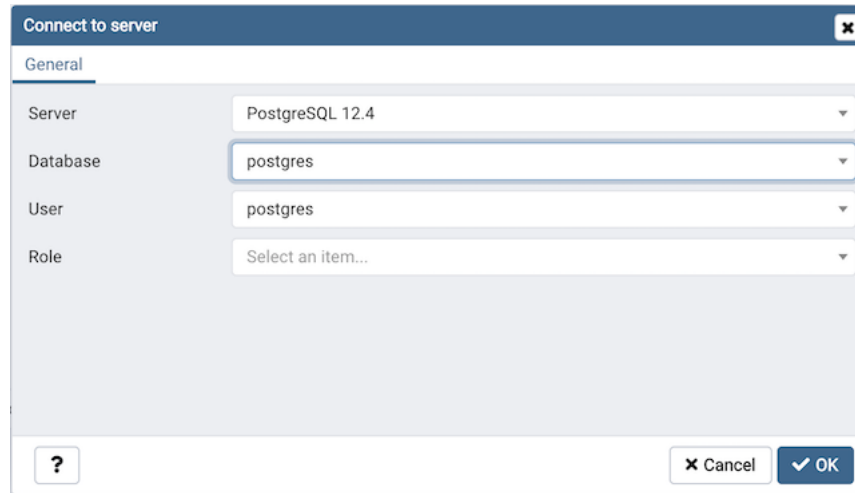 Connect to server
General
Server PostgreSQL 12.4
Database postgres
User postgres
Role Select an item...
? Cancel OK